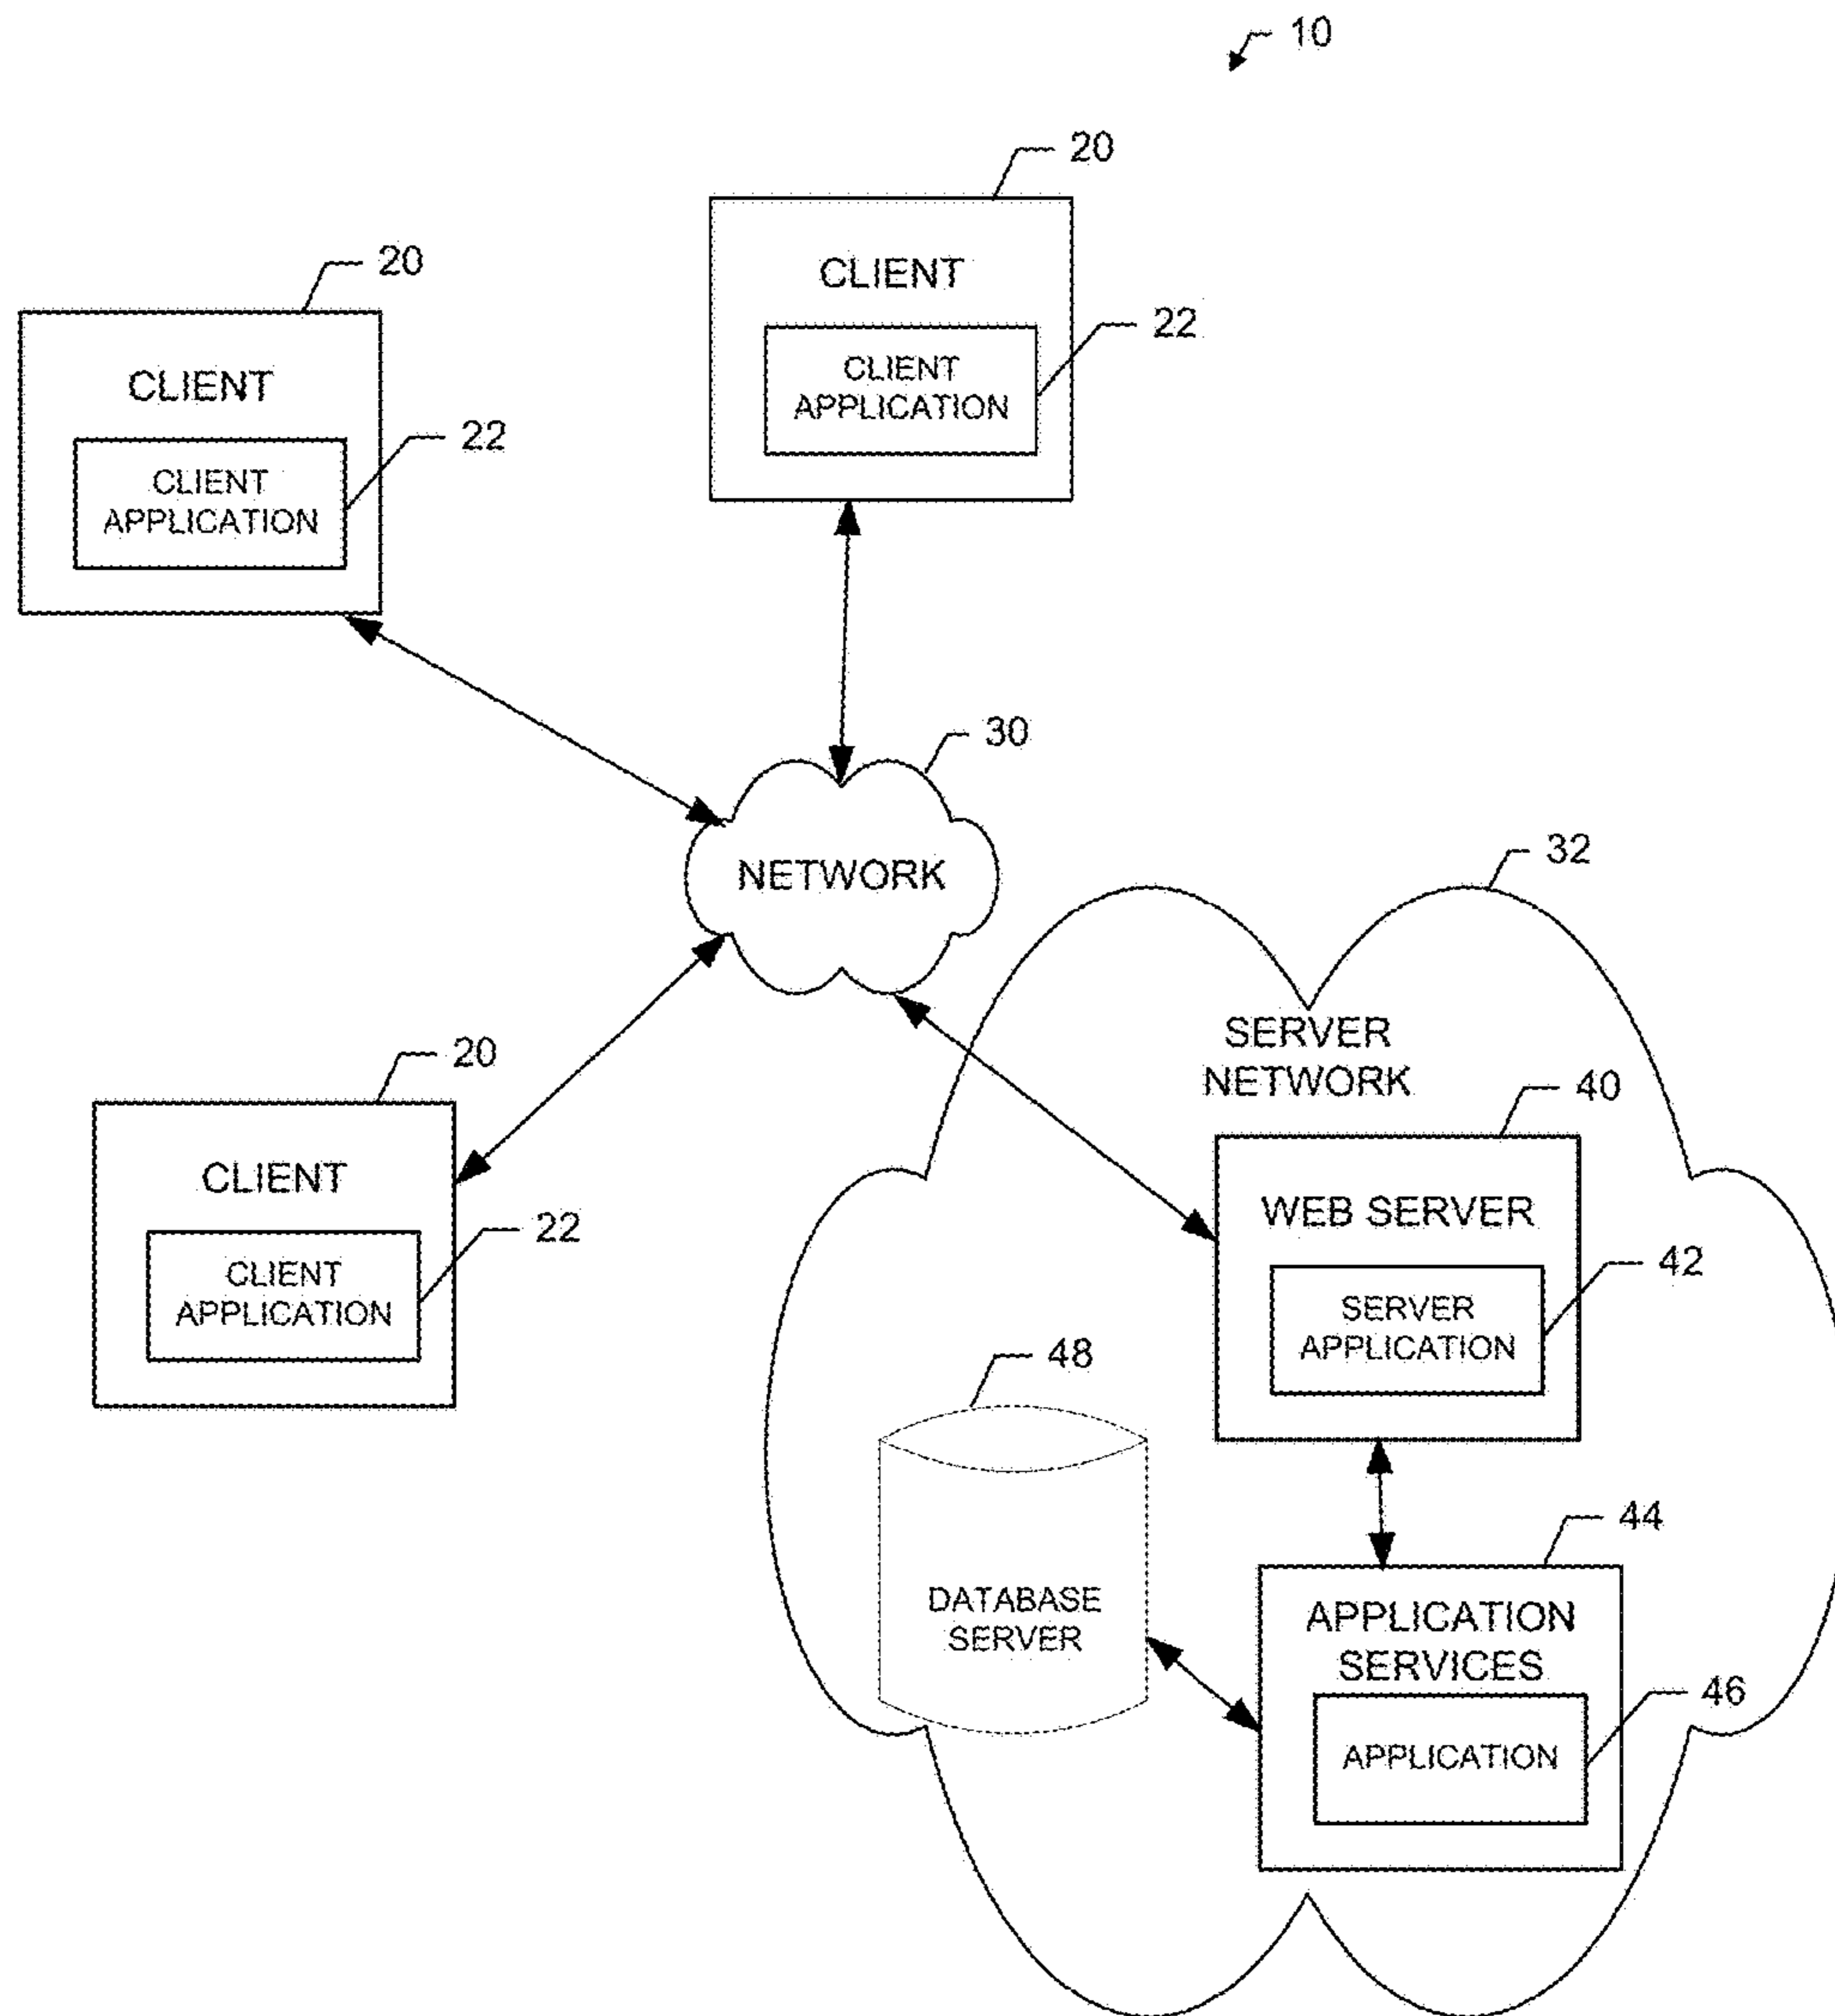 10
20
CLIENT
22
CLIENT
APPLICATION
20
CLIENT
22
CLIENT
APPLICATION
30
NETWORK
20
CLIENT
22
CLIENT
APPLICATION
32
SERVER
NETWORK
40
WEB SERVER
42
SERVER
APPLICATION
48
DATABASE
SERVER
44
APPLICATION
SERVICES
46
APPLICATION